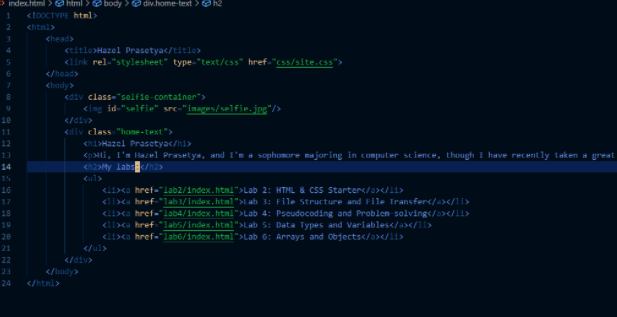 index.html > html > body > div.home-text > h2
1 <!DOCTYPE html>
2 <html>
3 <head>
4 <title>Hazel Prasetya</title>
5 <link rel="stylesheet" type="text/css" href="css/site.css">
6 </head>
7 <body>
8 <div class="selfie-container">
9 <img id="selfie" src="images/selfie.jpg"/>
10 </div>
11 <div class="home-text">
12 <h1>Hazel Prasetya</h1>
13 <p>Hi, I'm Hazel Prasetya, and I'm a sophomore majoring in computer science, though I have recently taken a great
14 <h2>My labs:</h2>
15 <ul>
16 <li><a href="lab2/index.html">Lab 2: HTML & CSS Starter</a></li>
17 <li><a href="lab3/index.html">Lab 3: File Structure and File Transfer</a></li>
18 <li><a href="lab4/index.html">Lab 4: Pseudocoding and Problem-solving</a></li>
19 <li><a href="lab5/index.html">Lab 5: Data Types and Variables</a></li>
20 <li><a href="lab6/index.html">Lab 6: Arrays and Objects</a></li>
21 </ul>
22 </div>
23 </body>
24 </html>